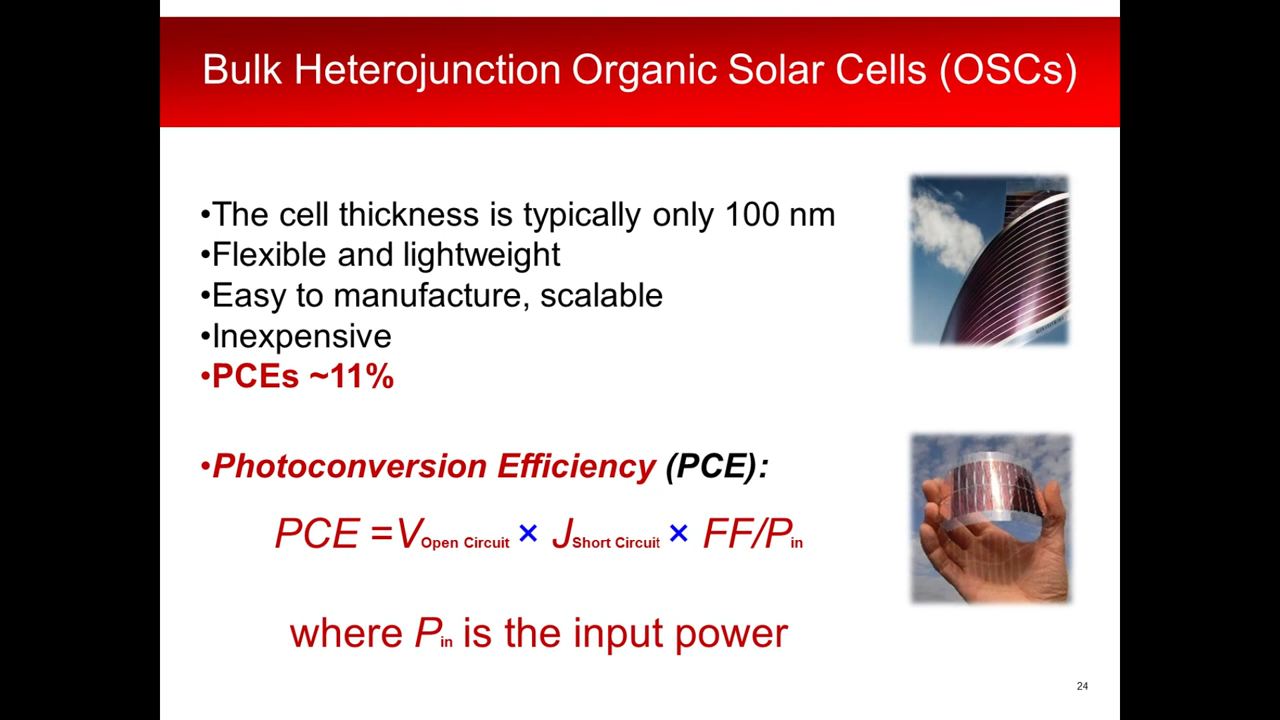 Bulk Heterojunction Organic Solar Cells (OSCs)
•The cell thickness is typically only 100 nm
•Flexible and lightweight
•Easy to manufacture, scalable
•Inexpensive
•PCEs ~11%
•Photoconversion Efficiency (PCE):
PCE =VOpen Circuit × JShort Circuit × FF/Pin
where Pin is the input power
24